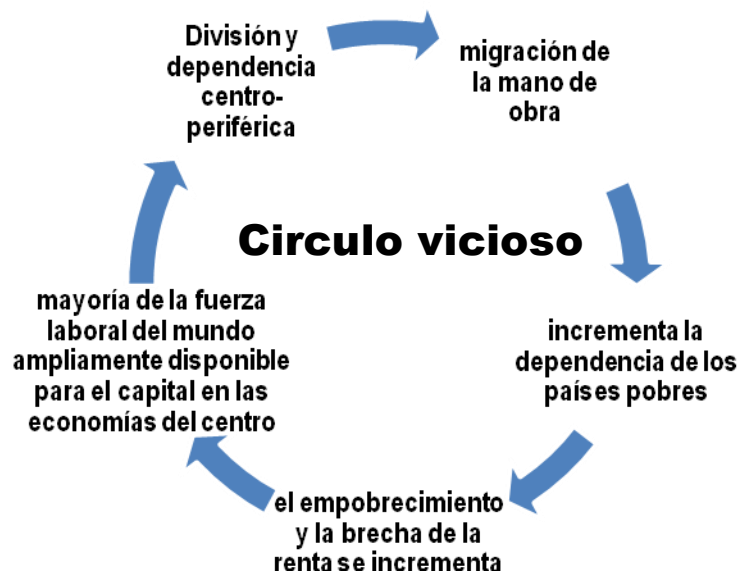 División y
dependencia
centro-
periférica
migración de
la mano de
obra
Circulo vicioso
incrementa la
dependencia de los
países pobres
el empobrecimiento
y la brecha de la
renta se incrementa
mayoría de la fuerza
laboral del mundo
ampliamente disponible
para el capital en las
economías del centro